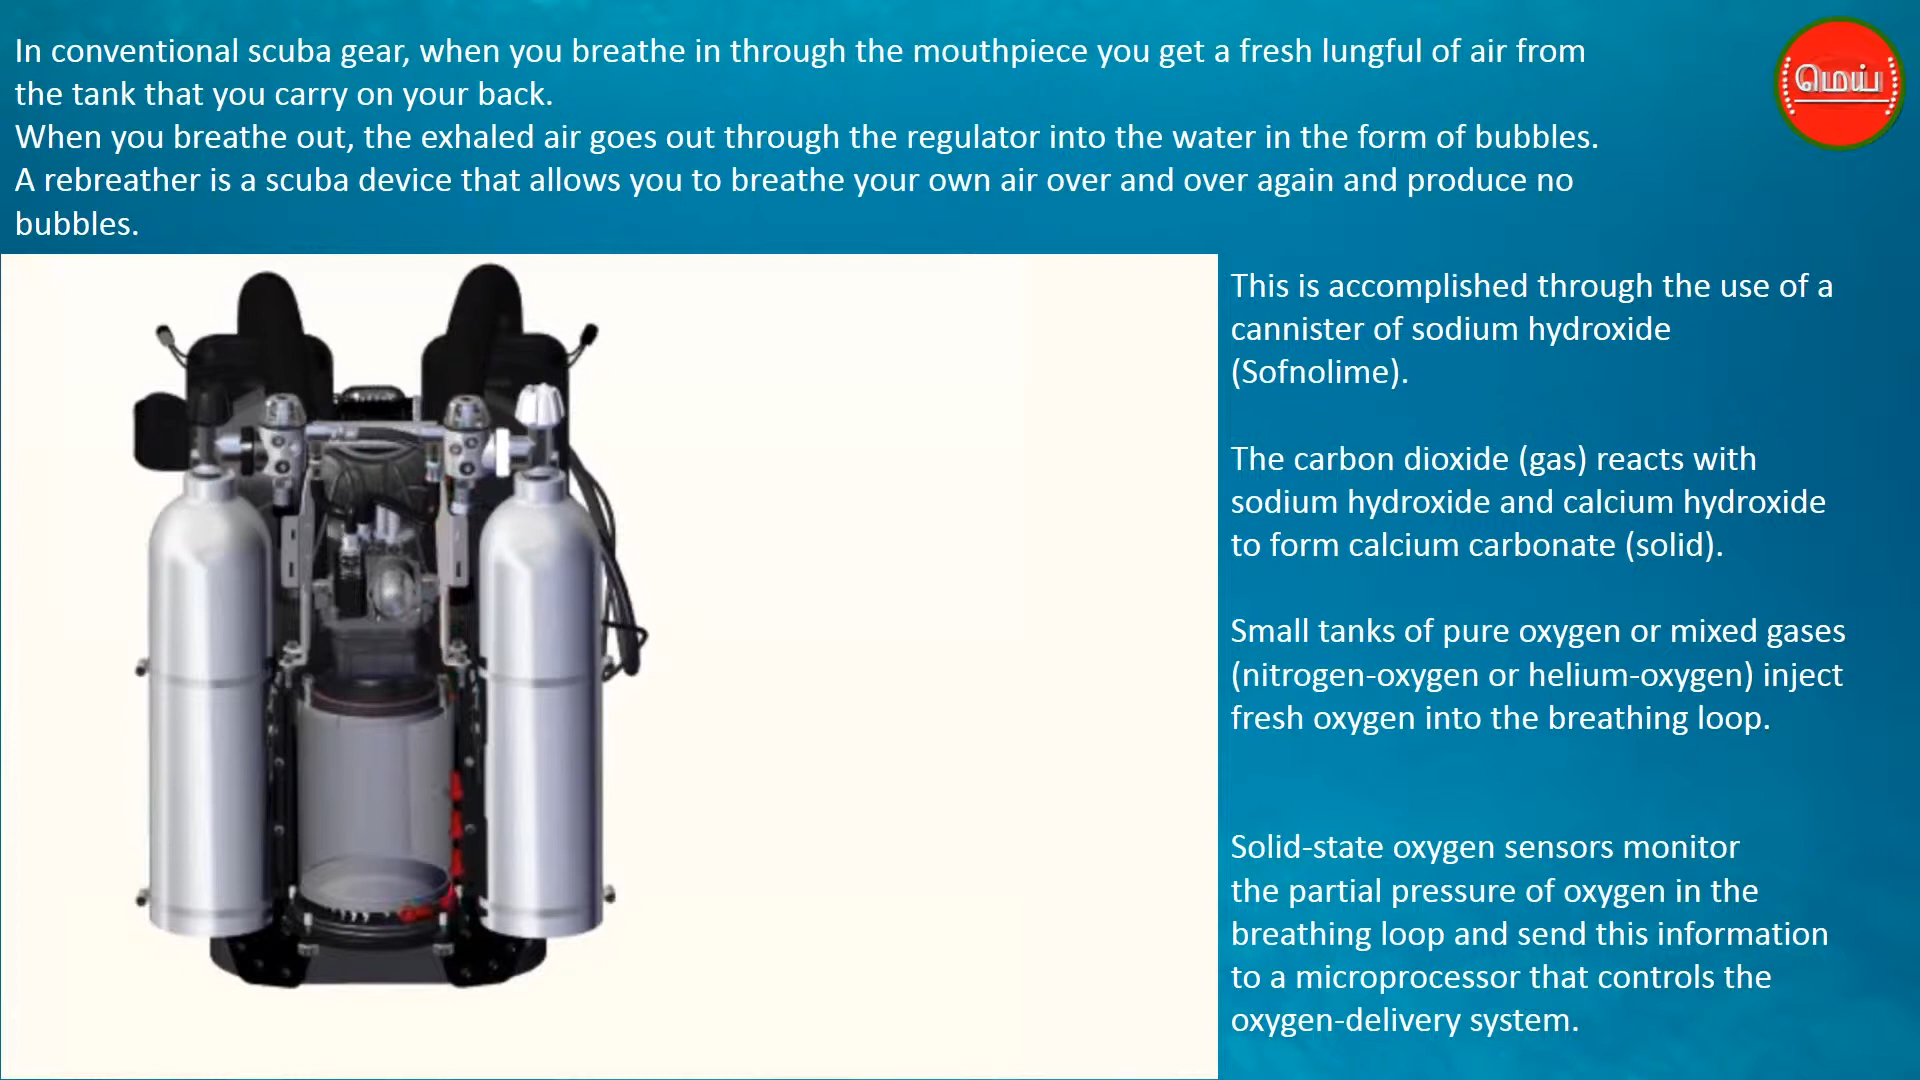 In conventional scuba gear, when you breathe in through the mouthpiece you get a fresh lungful of air from
the tank that you carry on your back.
When you breathe out, the exhaled air goes out through the regulator into the water in the form of bubbles.
A rebreather is a scuba device that allows you to breathe your own air over and over again and produce no
bubbles.
மெய்
This is accomplished through the use of a
cannister of sodium hydroxide
(Sofnolime).
The carbon dioxide (gas) reacts with
sodium hydroxide and calcium hydroxide
to form calcium carbonate (solid).
Small tanks of pure oxygen or mixed gases
(nitrogen-oxygen or helium-oxygen) inject
fresh oxygen into the breathing loop.
Solid-state oxygen sensors monitor
the partial pressure of oxygen in the
breathing loop and send this information
to a microprocessor that controls the
oxygen-delivery system.